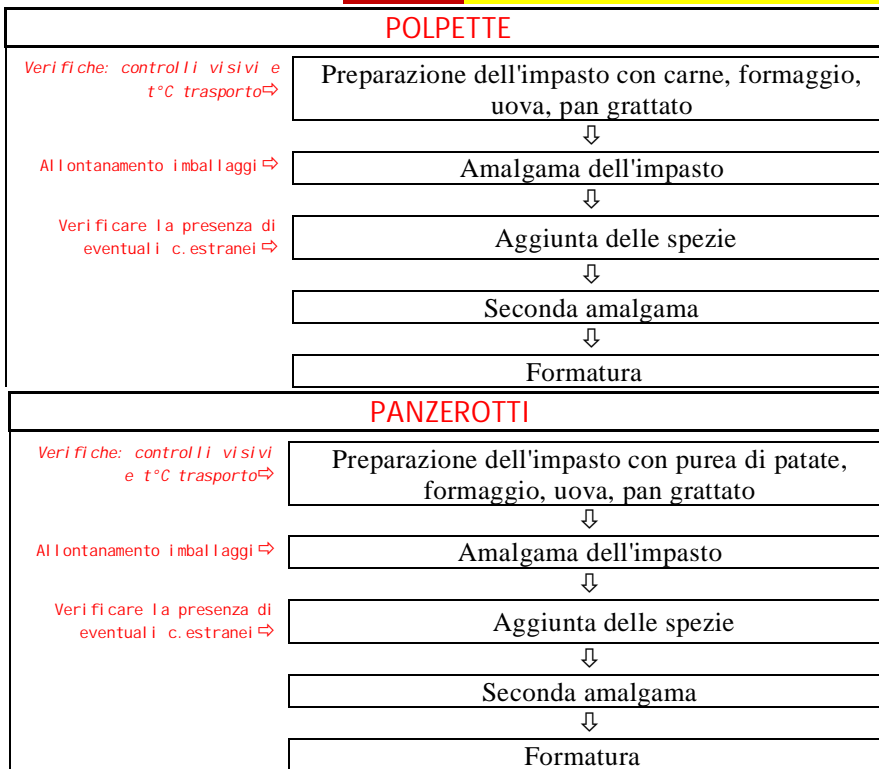 POLPETTE
Verifiche: controlli visivi e
t°C trasporto⇨
Preparazione dell'impasto con carne, formaggio,
uova, pan grattato
⇩
Allontanamento imballaggi⇨
Amalgama dell'impasto
⇩
Verificare la presenza di
eventuali c.estranei⇨
Aggiunta delle spezie
⇩
Seconda amalgama
⇩
Formatura
PANZEROTTI
Verifiche: controlli visivi
e t°C trasporto⇨
Preparazione dell'impasto con purea di patate,
formaggio, uova, pan grattato
⇩
Allontanamento imballaggi⇨
Amalgama dell'impasto
⇩
Verificare la presenza di
eventuali c.estranei⇨
Aggiunta delle spezie
⇩
Seconda amalgama
⇩
Formatura